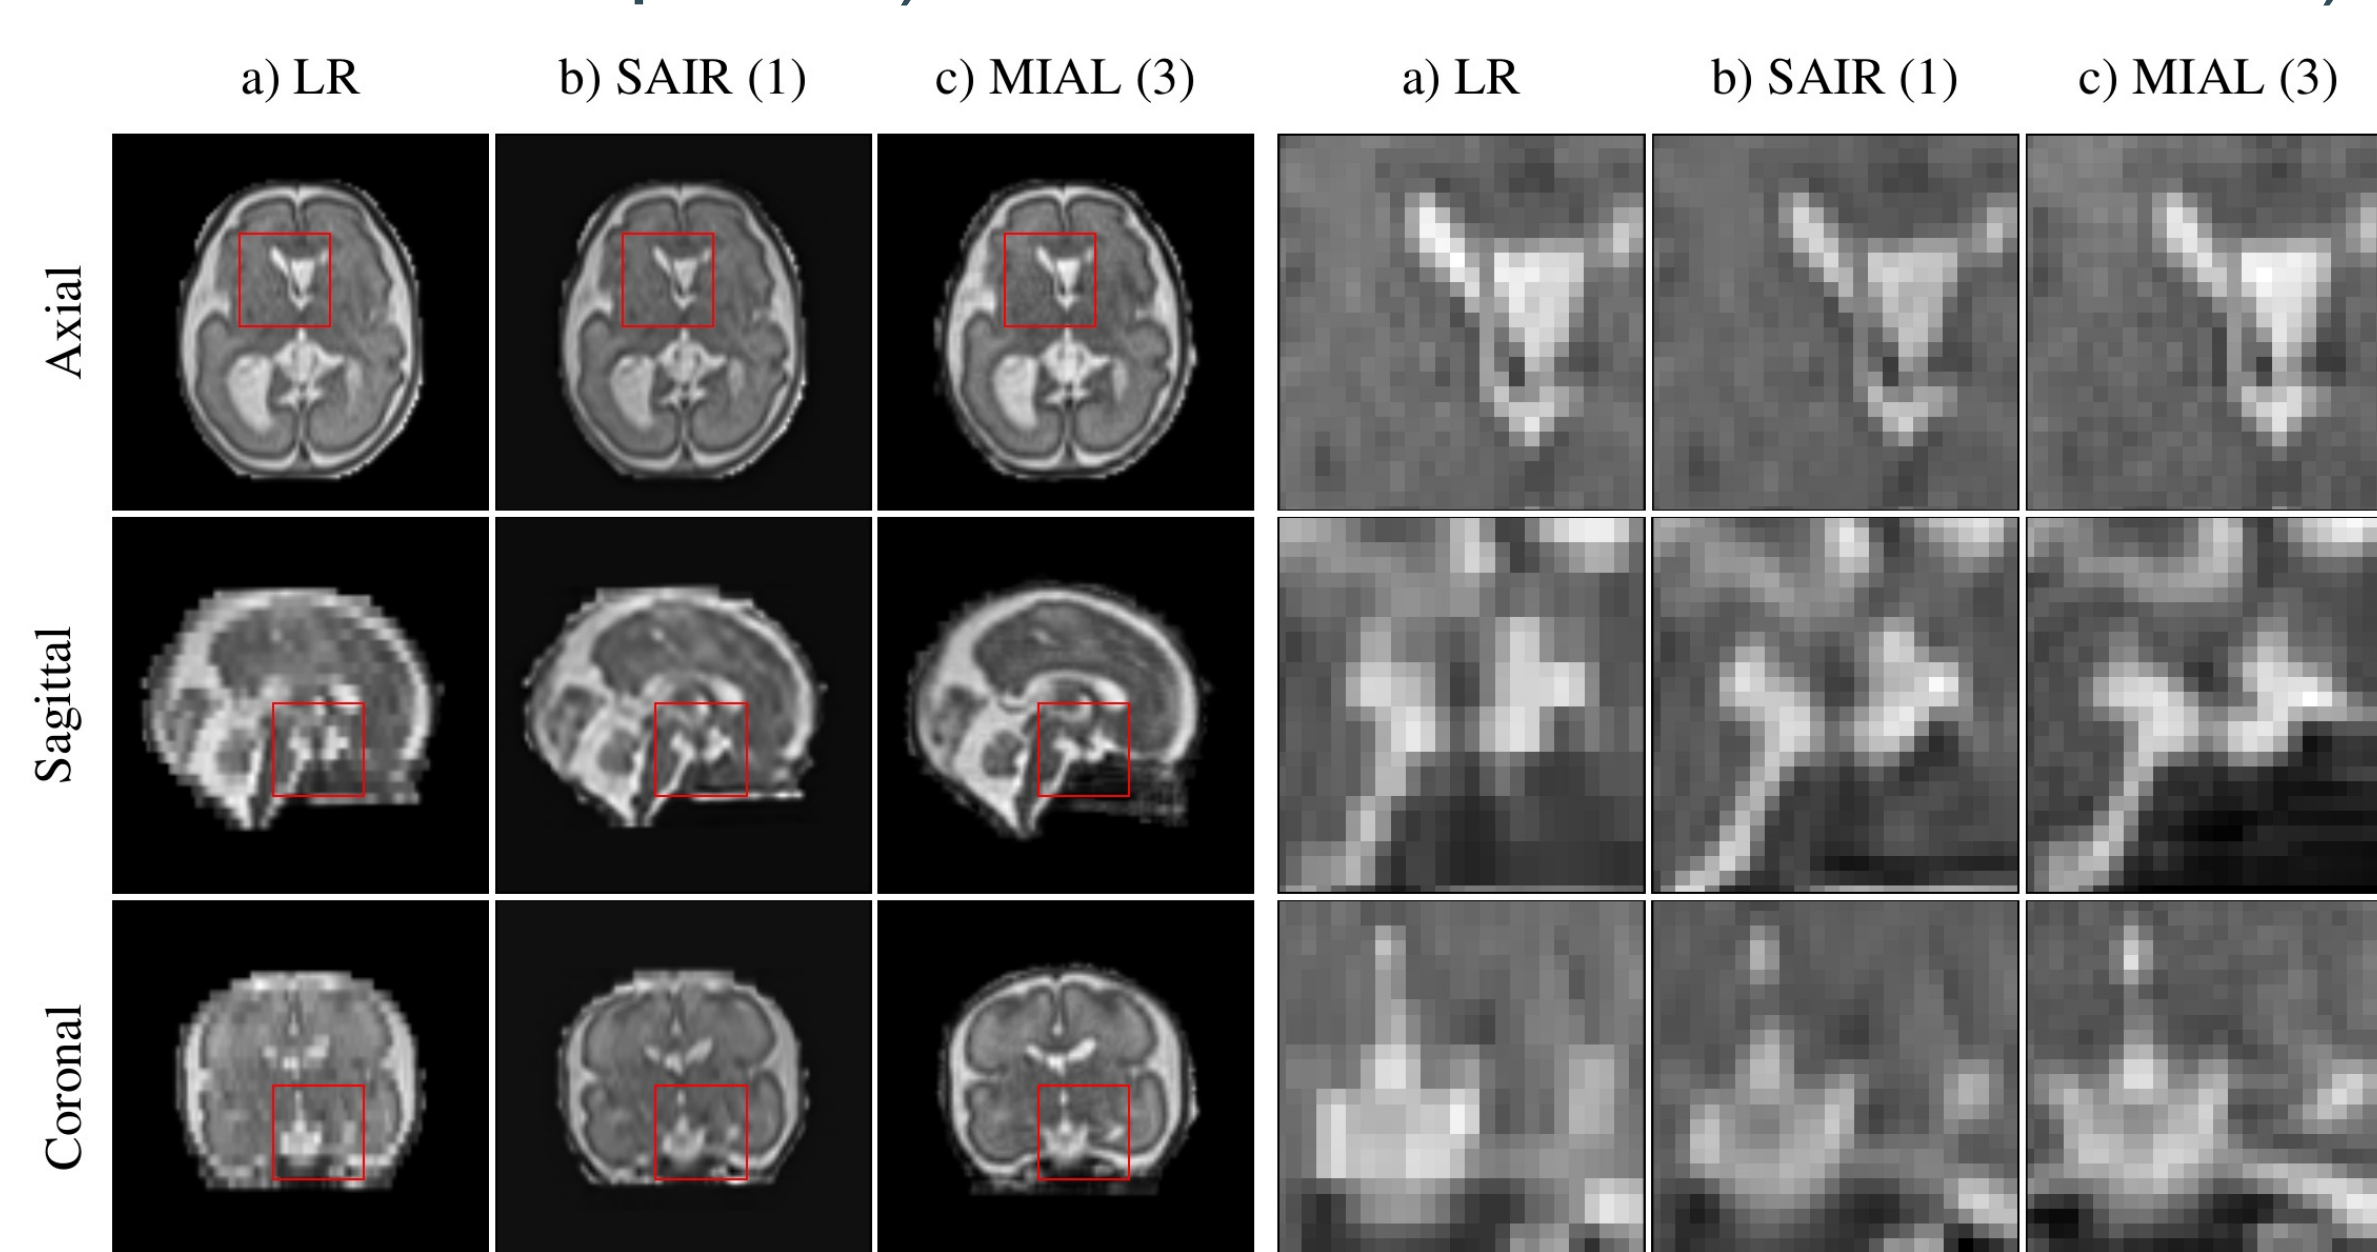 a) LR b) SAIR (1) c) MIAL (3) a) LR b) SAIR (1) c) MIAL (3)
Axial
Sagittal
Coronal